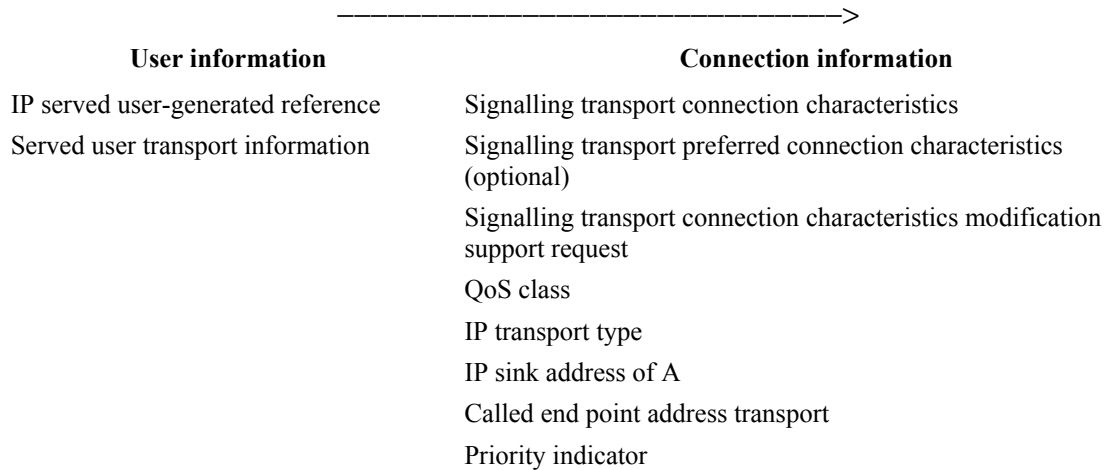 User information Connection information
IP served user-generated reference Signalling transport connection characteristics
Served user transport information Signalling transport preferred connection characteristics
(optional)
Signalling transport connection characteristics modification
support request
QoS class
IP transport type
IP sink address of A
Called end point address transport
Priority indicator